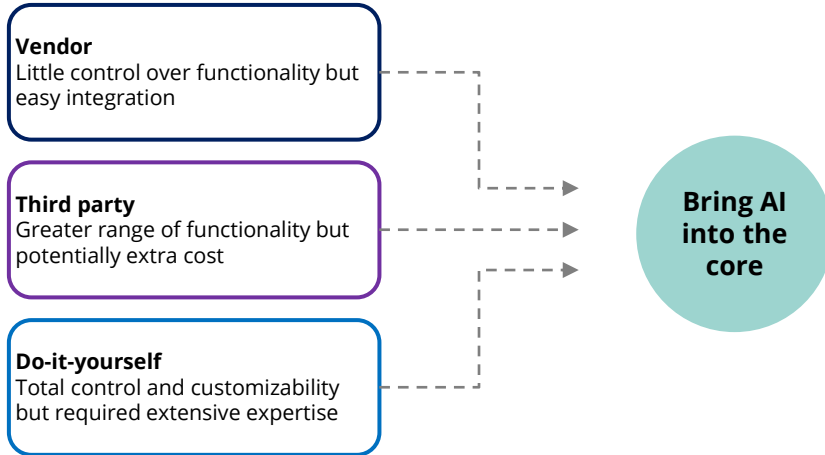 Vendor
Little control over functionality but
easy integration
Third party
Greater range of functionality but
potentially extra cost
Do-it-yourself
Total control and customizability
but required extensive expertise
Bring AI
into the
core